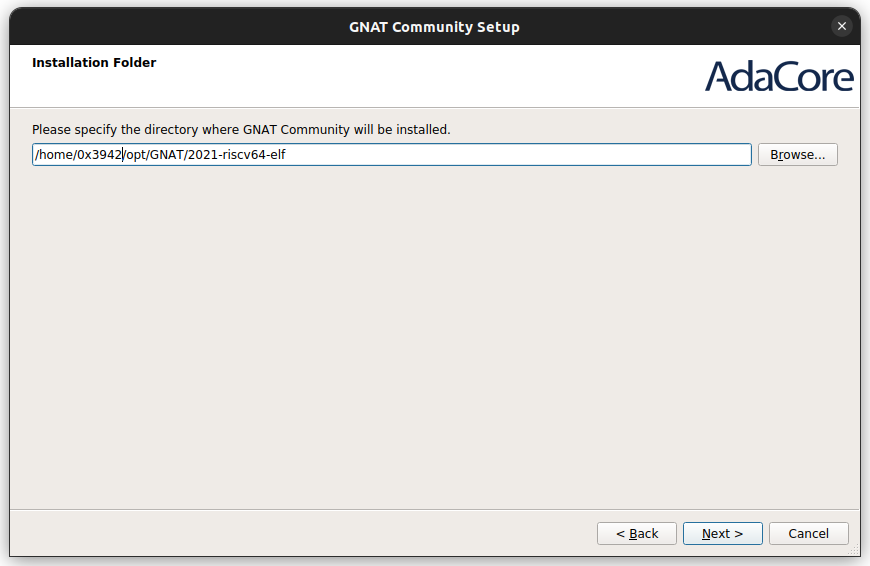 GNAT Community Setup
Installation Folder
AdaCore
Please specify the directory where GNAT Community will be installed.
/home/0x3942/opt/GNAT/2021-riscv64-elf
Browse...
< Back
Next >
Cancel